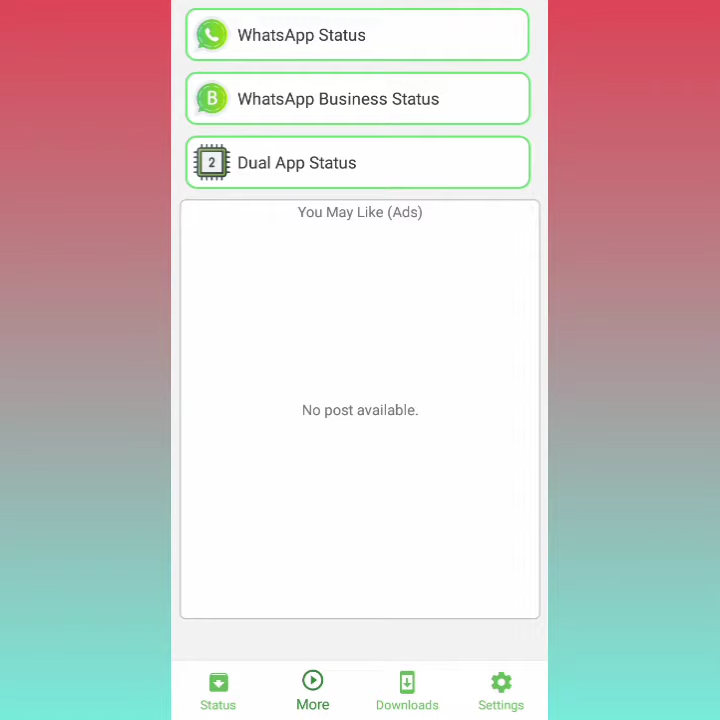 WhatsApp Status
B
WhatsApp Business Status
2
Dual App Status
You May Like (Ads)
No post available.
Status
More
Downloads
Settings